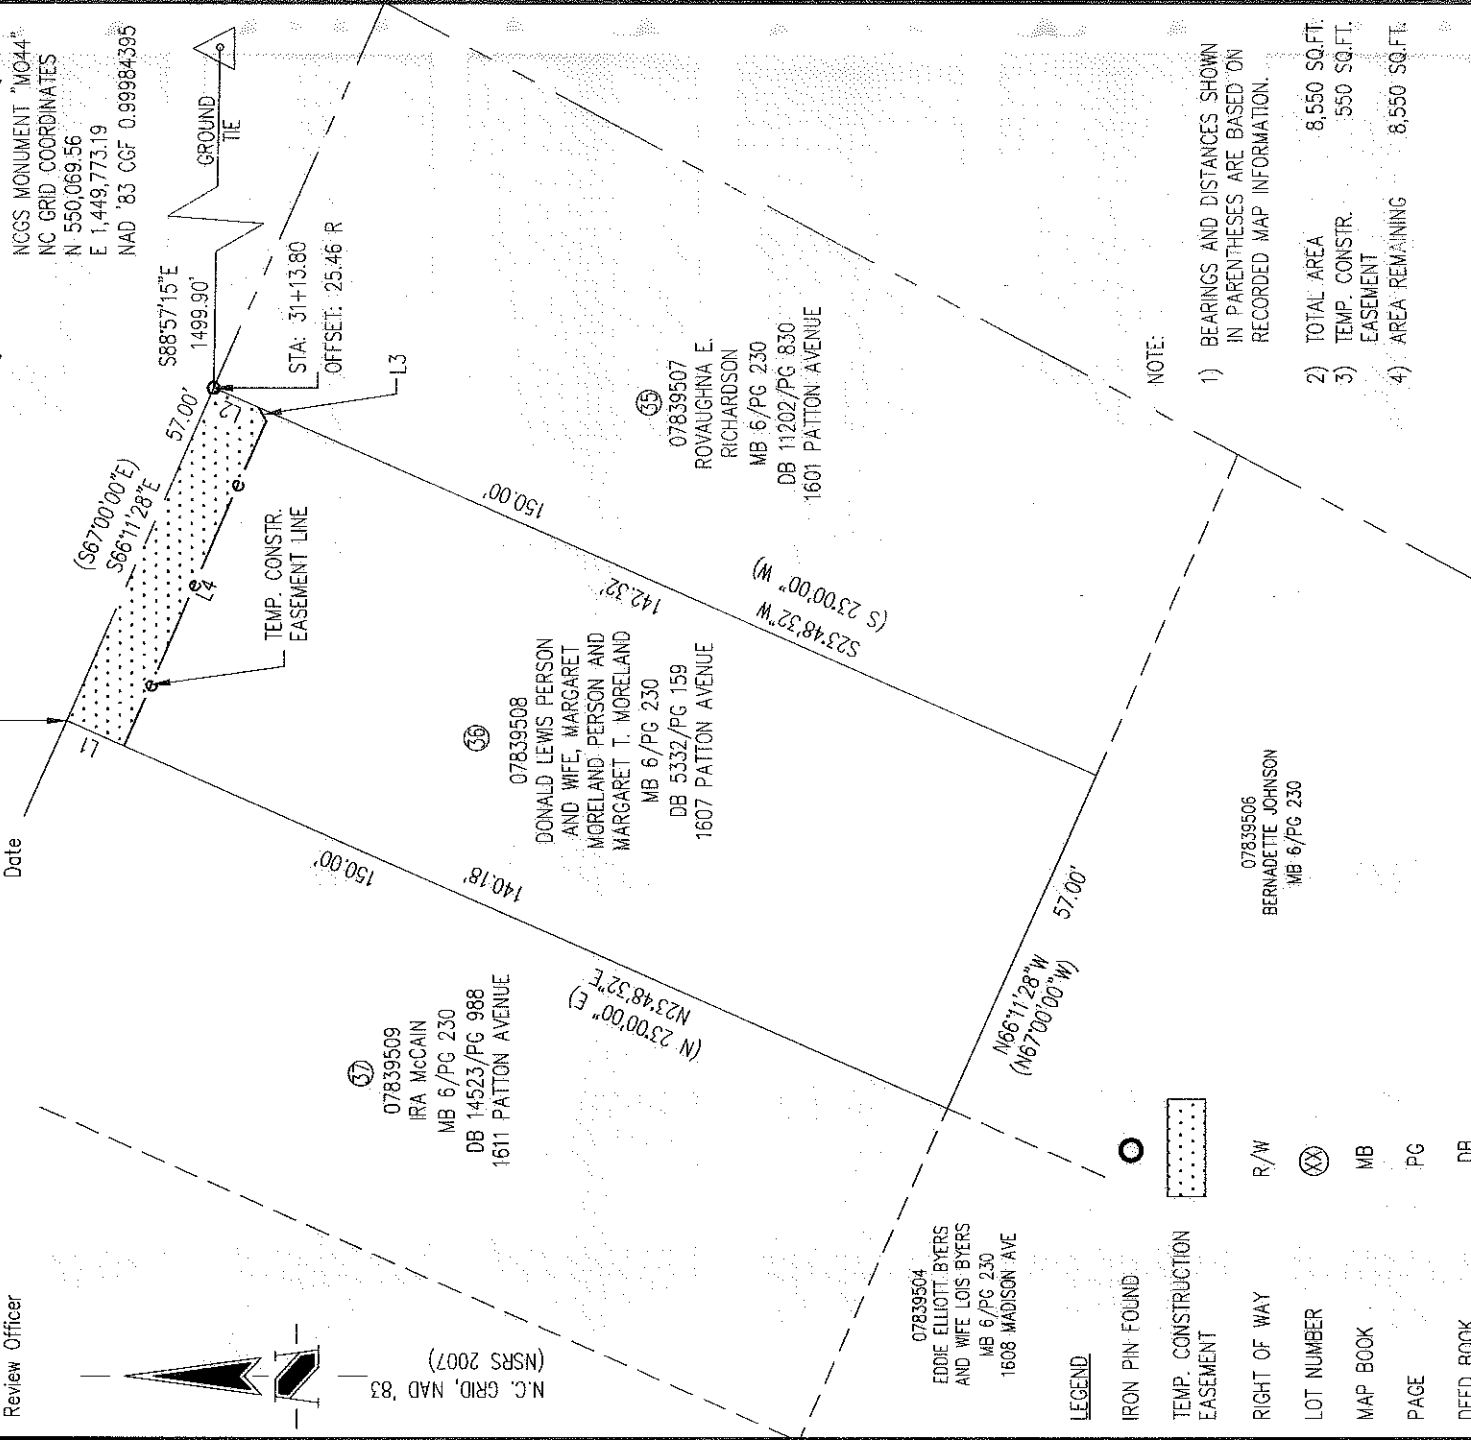 Review Officer
Date
NCGS MONUMENT "MO44"
NC GRID COORDINATES
N 550,069.56
E 1,449,773.19
NAD '83 CGF 0.99984395
GROUND
TIE
S88°57'15"E
1499.90'
STA: 31+13.80
OFFSET: 25.46 R
L3
57.00'
(S67°00'00"E)
S66°11'28"E
L1
L2
L4
TEMP. CONSTR.
EASEMENT LINE
N.C. GRID, NAD '83
(NSRS 2007)
37
07839509
IRA McCAIN
MB 6/PG 230
DB 14523/PG 988
1611 PATTON AVENUE
150.00'
140.18'
N23°48'32"E
(N 23°00'00" E)
36
07839508
DONALD LEWIS PERSON
AND WIFE, MARGARET
MORELAND PERSON AND
MARGARET T. MORELAND
MB 6/PG 230
DB 5332/PG 159
1607 PATTON AVENUE
150.00'
142.32'
S23°48'32"W
(S 23°00'00" W)
35
07839507
ROVAUGHNA E.
RICHARDSON
MB 6/PG 230
DB 11202/PG 830
1601 PATTON AVENUE
N66°11'28"W
(N67°00'00"W)
57.00'
07839504
EDDIE ELLIOTT BYERS
AND WIFE LOIS BYERS
MB 6/PG 230
1608 MADISON AVE
07839506
BERNADETTE JOHNSON
MB 6/PG 230
LEGEND
IRON PIN FOUND
TEMP. CONSTRUCTION
EASEMENT
RIGHT OF WAY R/W
LOT NUMBER XX
MAP BOOK MB
PAGE PG
DEED BOOK DB
NOTE:
1) BEARINGS AND DISTANCES SHOWN
IN PARENTHESES ARE BASED ON
RECORDED MAP INFORMATION.
2) TOTAL AREA 8,550 SQ.FT.
3) TEMP. CONSTR. 550 SQ.FT.
EASEMENT
4) AREA REMAINING 8,550 SQ.FT.
e
e
e